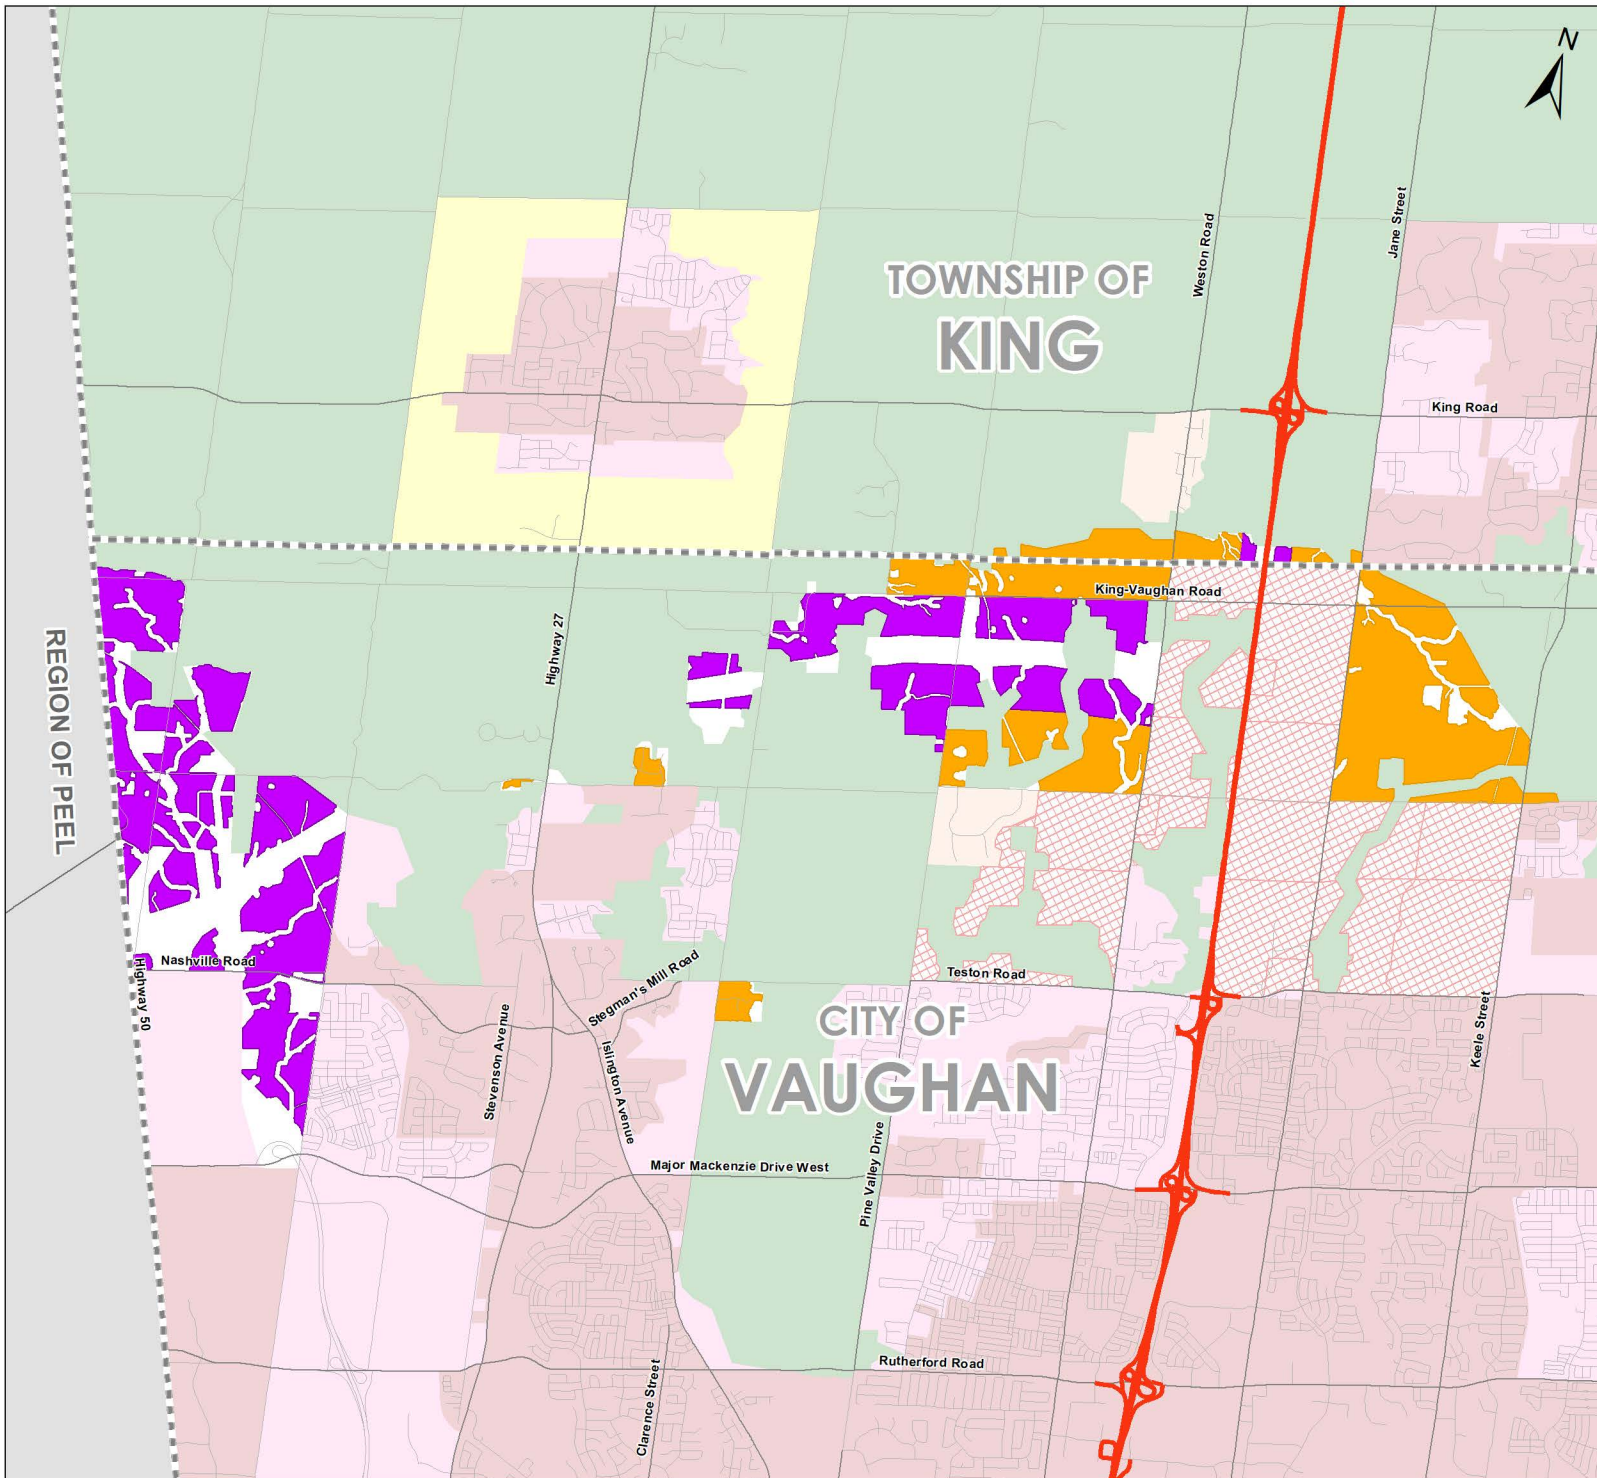 N
TOWNSHIP OF
KING
Weston Road
Jane Street
King Road
King-Vaughan Road
Highway 27
REGION OF PEEL
Nashville Road
Highway 50
Stegman's Mill Road
Teston Road
CITY OF
VAUGHAN
Stevenson Avenue
Islington Avenue
Keele Street
Major Mackenzie Drive West
Pine Valley Drive
Rutherford Road
Clarence Street